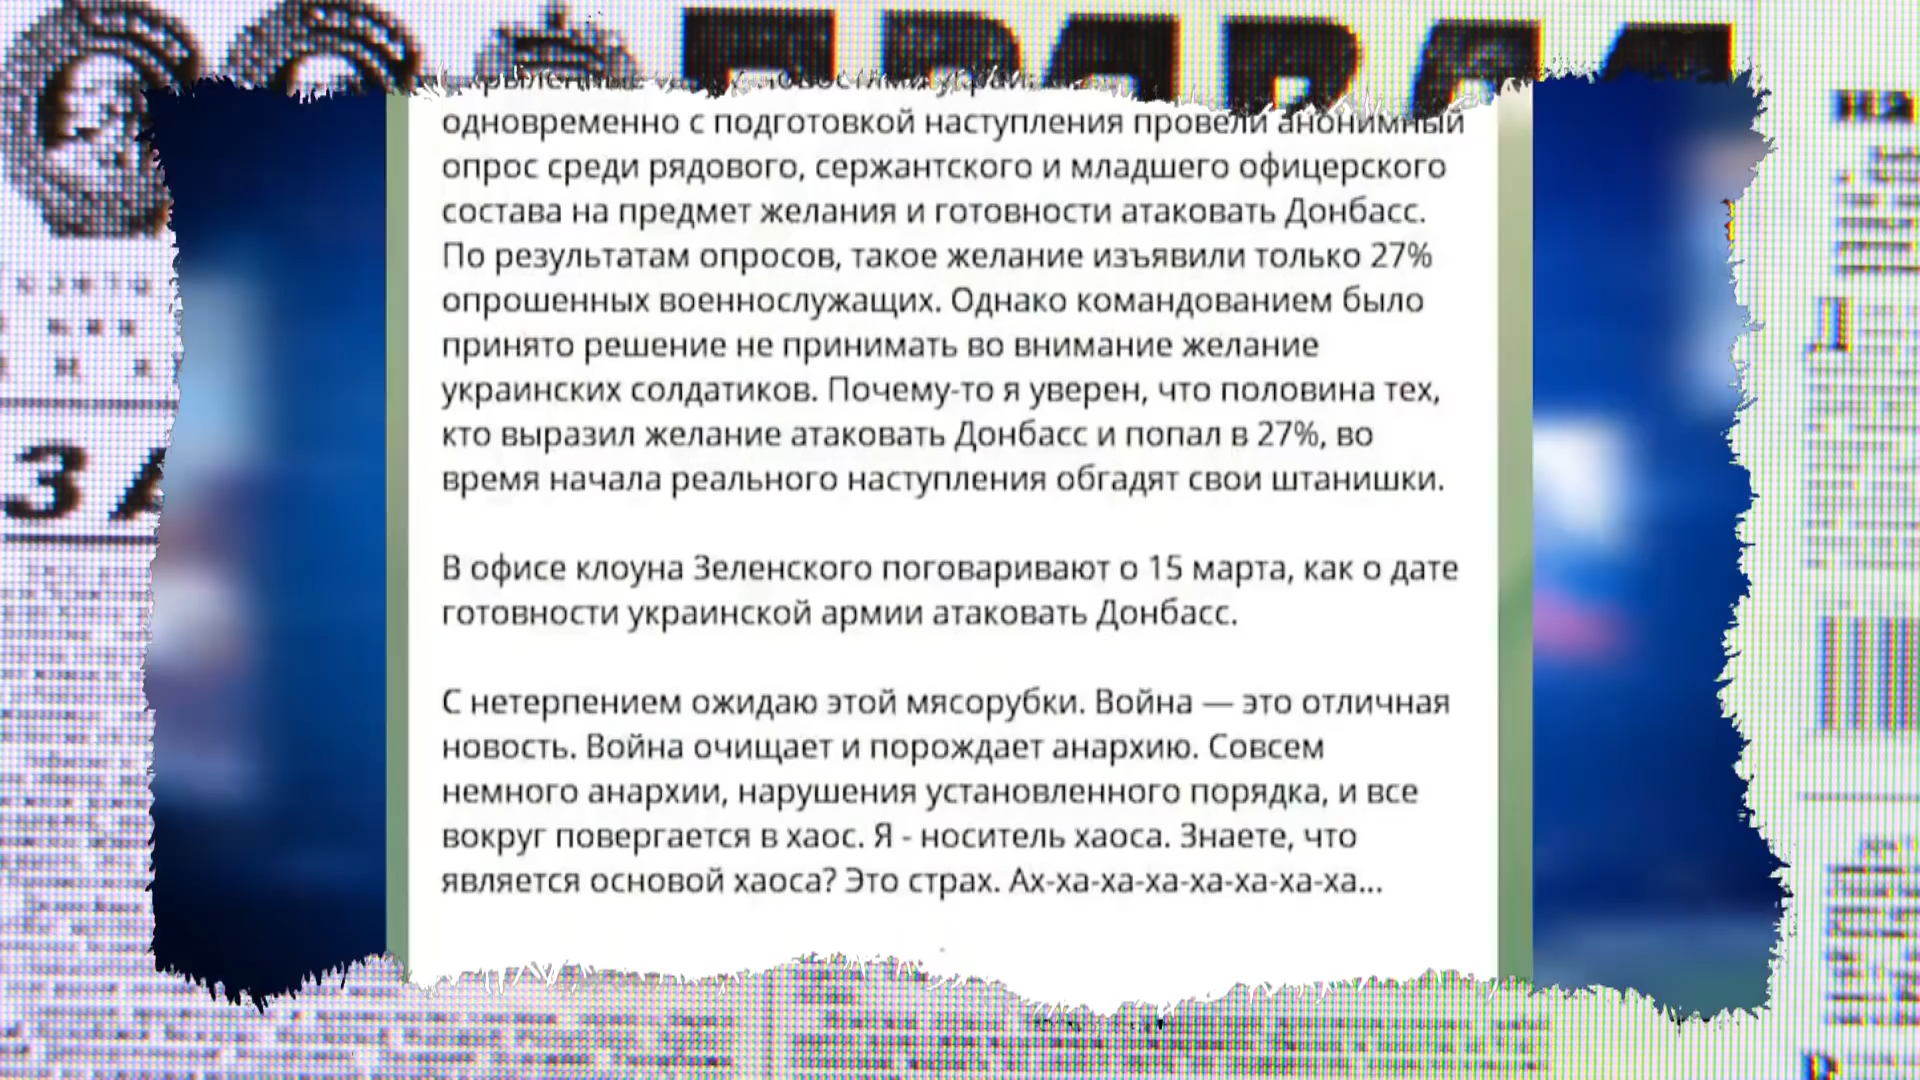 ПРАВДА
одновременно с подготовкой наступления провели анонимный
опрос среди рядового, сержантского и младшего офицерского
состава на предмет желания и готовности атаковать Донбасс.
По результатам опросов, такое желание изъявили только 27%
опрошенных военнослужащих. Однако командованием было
принято решение не принимать во внимание желание
украинских солдатиков. Почему-то я уверен, что половина тех,
кто выразил желание атаковать Донбасс и попал в 27%, во
время начала реального наступления обгадят свои штанишки.
В офисе клоуна Зеленского поговаривают о 15 марта, как о дате
готовности украинской армии атаковать Донбасс.
С нетерпением ожидаю этой мясорубки. Война — это отличная
новость. Война очищает и порождает анархию. Совсем
немного анархии, нарушения установленного порядка, и все
вокруг повергается в хаос. Я - носитель хаоса. Знаете, что
является основой хаоса? Это страх. Ах-ха-ха-ха-ха-ха-ха-ха...